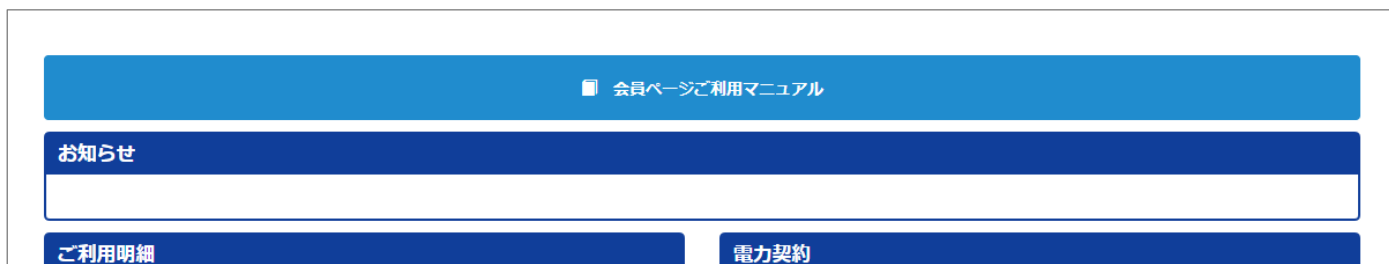 会員ページご利用マニュアル
お知らせ
ご利用明細
電力契約